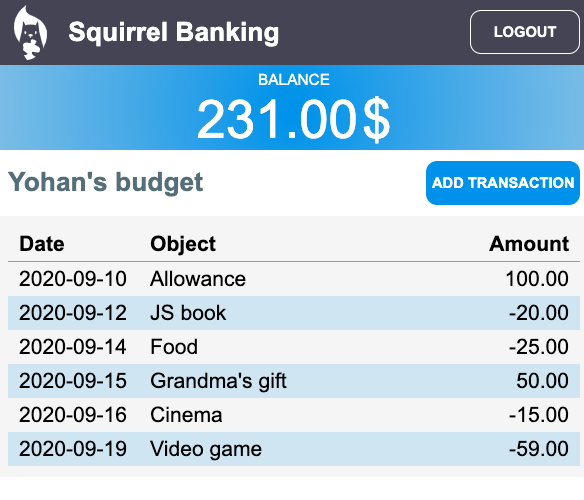 Squirrel Banking LOGOUT
BALANCE
231.00$
Yohan's budget ADD TRANSACTION
Date Object Amount
2020-09-10 Allowance 100.00
2020-09-12 JS book -20.00
2020-09-14 Food -25.00
2020-09-15 Grandma's gift 50.00
2020-09-16 Cinema -15.00
2020-09-19 Video game -59.00